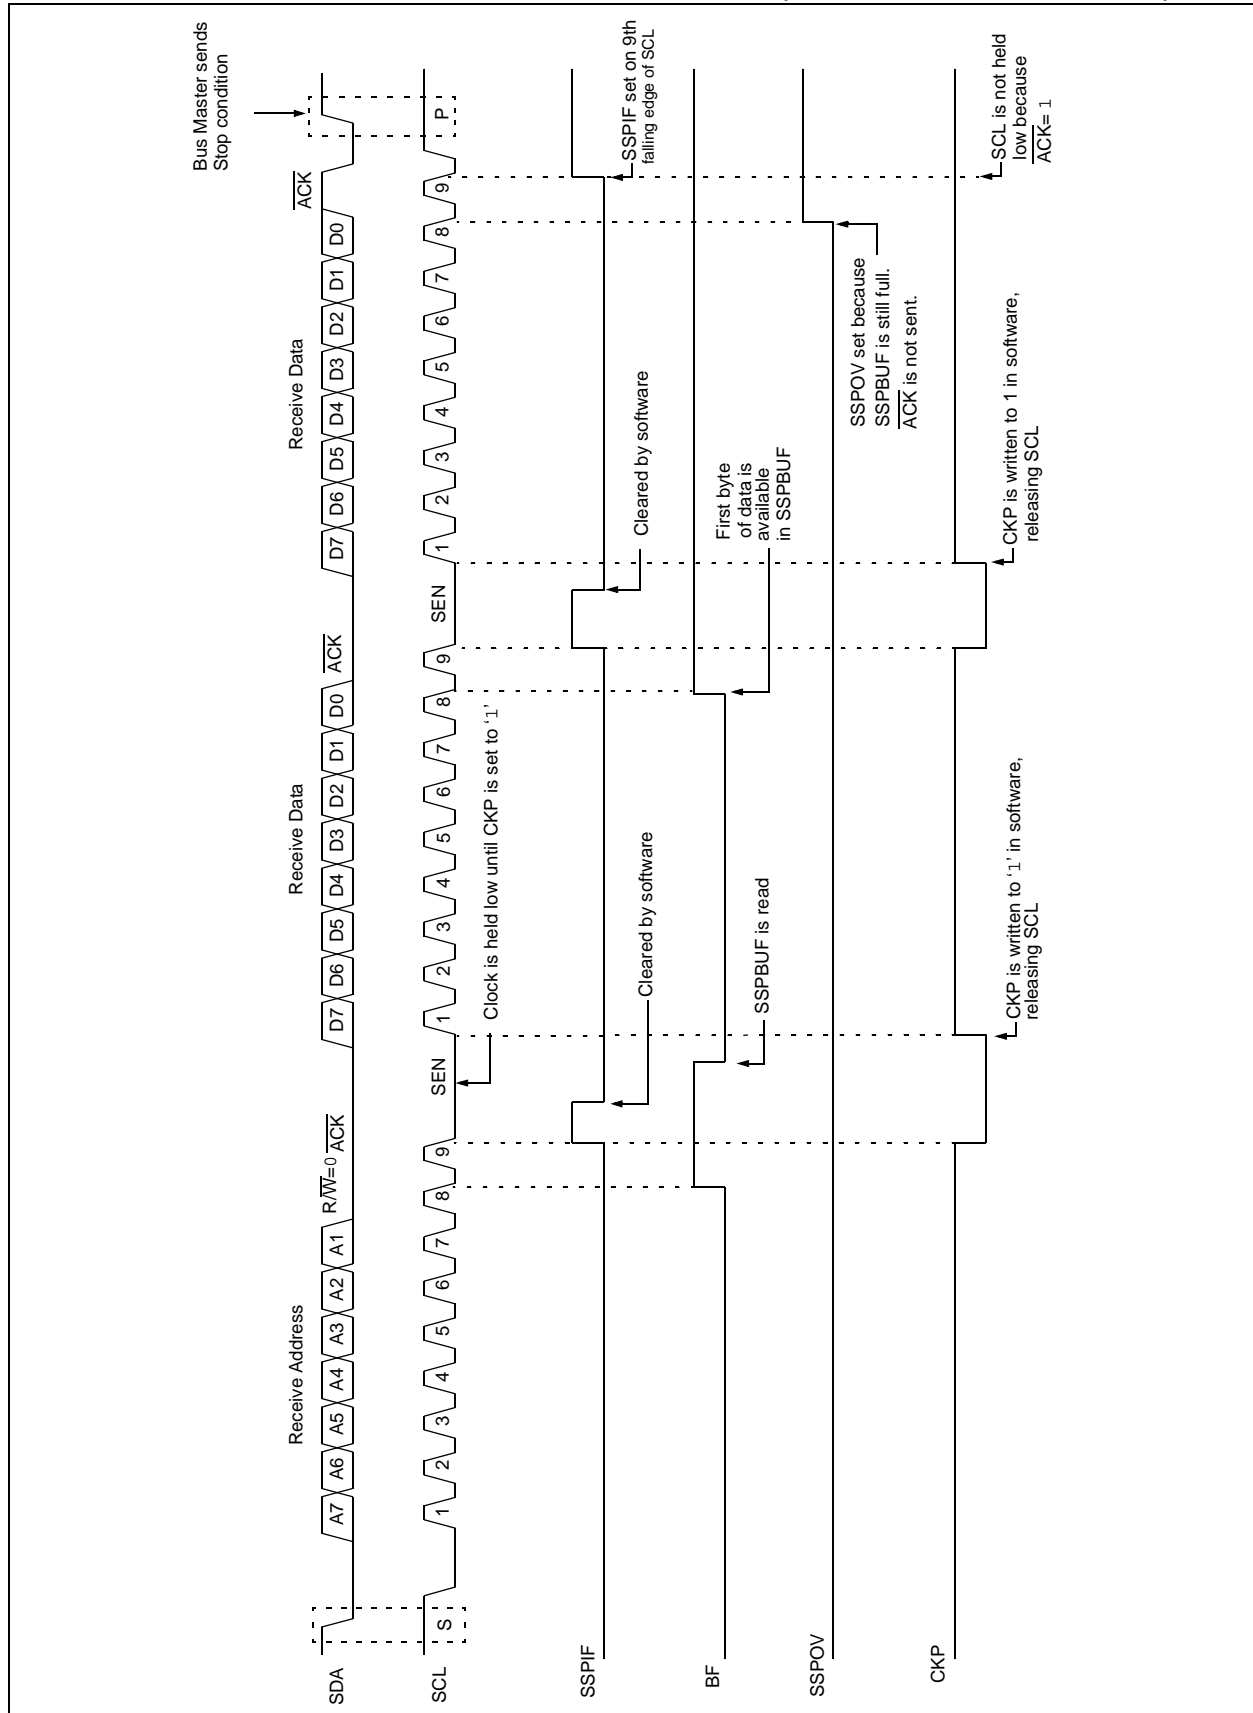 Bus Master sends
Stop condition
Receive Address
Receive Data
Receive Data
SDA
A7 A6 A5 A4 A3 A2 A1 R/W=0 ACK D7 D6 D5 D4 D3 D2 D1 D0 ACK D7 D6 D5 D4 D3 D2 D1 D0 ACK
SCL
S 1 2 3 4 5 6 7 8 9 SEN 1 2 3 4 5 6 7 8 9 SEN 1 2 3 4 5 6 7 8 9 P
Clock is held low until CKP is set to ‘1’
SSPIF
Cleared by software
Cleared by software
SSPIF set on 9th
falling edge of SCL
BF
SSPBUF is read
First byte
of data is
available
in SSPBUF
SSPOV
SSPOV set because
SSPBUF is still full.
ACK is not sent.
CKP
CKP is written to ‘1’ in software,
releasing SCL
CKP is written to 1 in software,
releasing SCL
SCL is not held
low because
ACK= 1